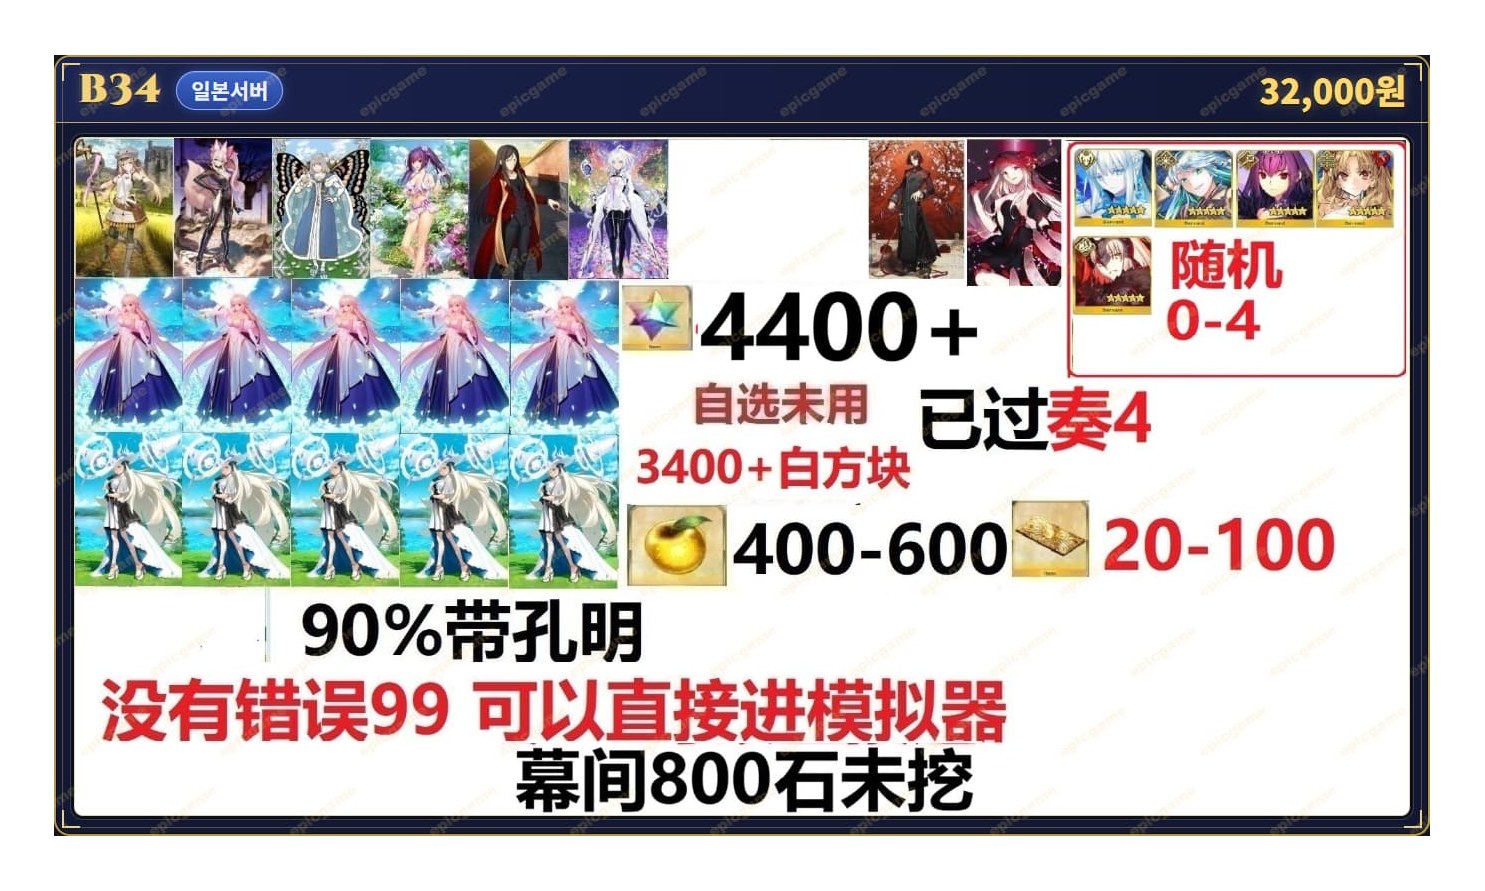 B34 일본서버 32,000원
随机
0-4
4400+
自选未用
已过奏4
3400+白方块
400-600
20-100
90%带孔明
没有错误99 可以直接进模拟器
幕间800石未挖
epicgame